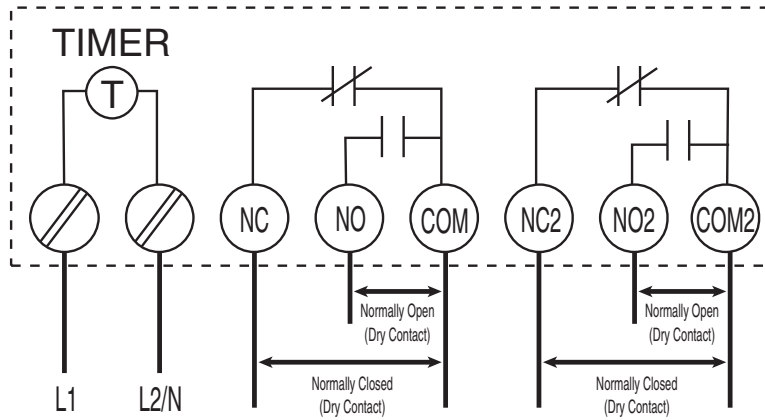 TIMER
T
NC
NO
COM
NC2
NO2
COM2
Normally Open
(Dry Contact)
Normally Open
(Dry Contact)
L1
L2/N
Normally Closed
(Dry Contact)
Normally Closed
(Dry Contact)